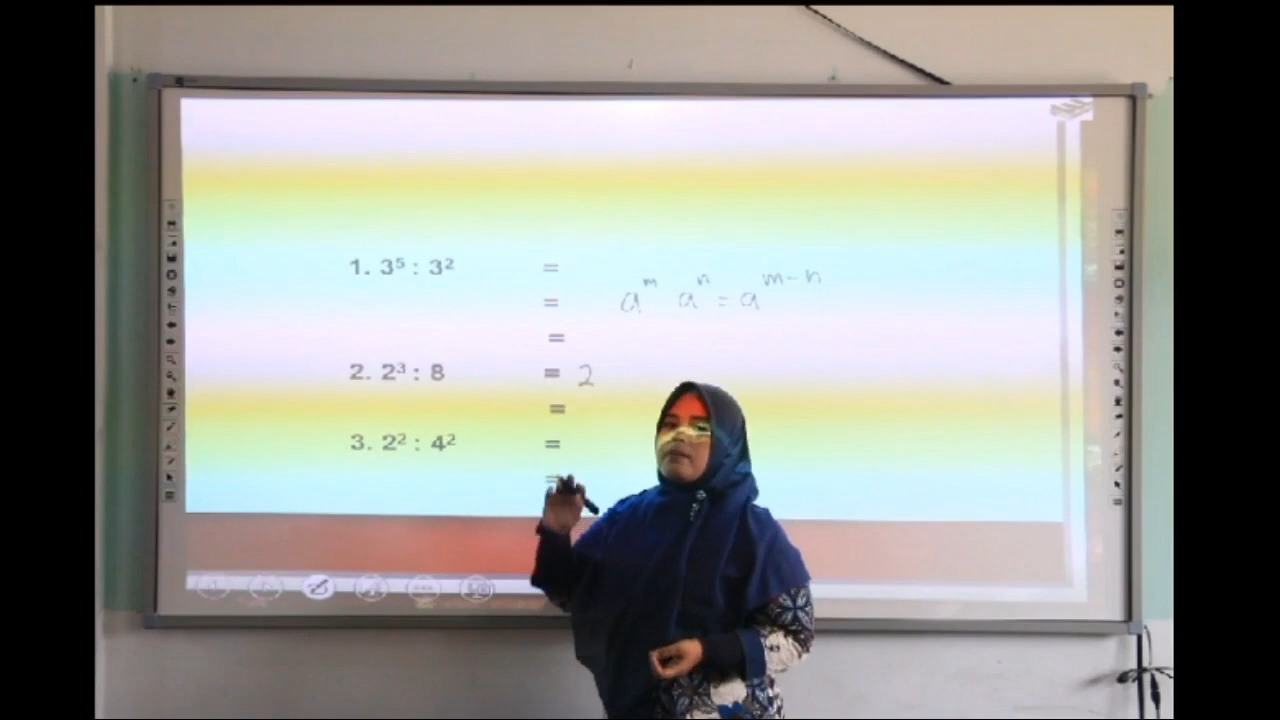 1. 3⁵ : 3² =
= aᵐ aⁿ = aᵐ⁻ⁿ
=
2. 2³ : 8 = 2
=
3. 2² : 4² =
=